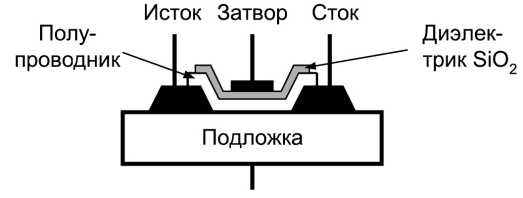 Исток Затвор Сток
Полу-
проводник
Диэлек-
трик SiO₂
Подложка